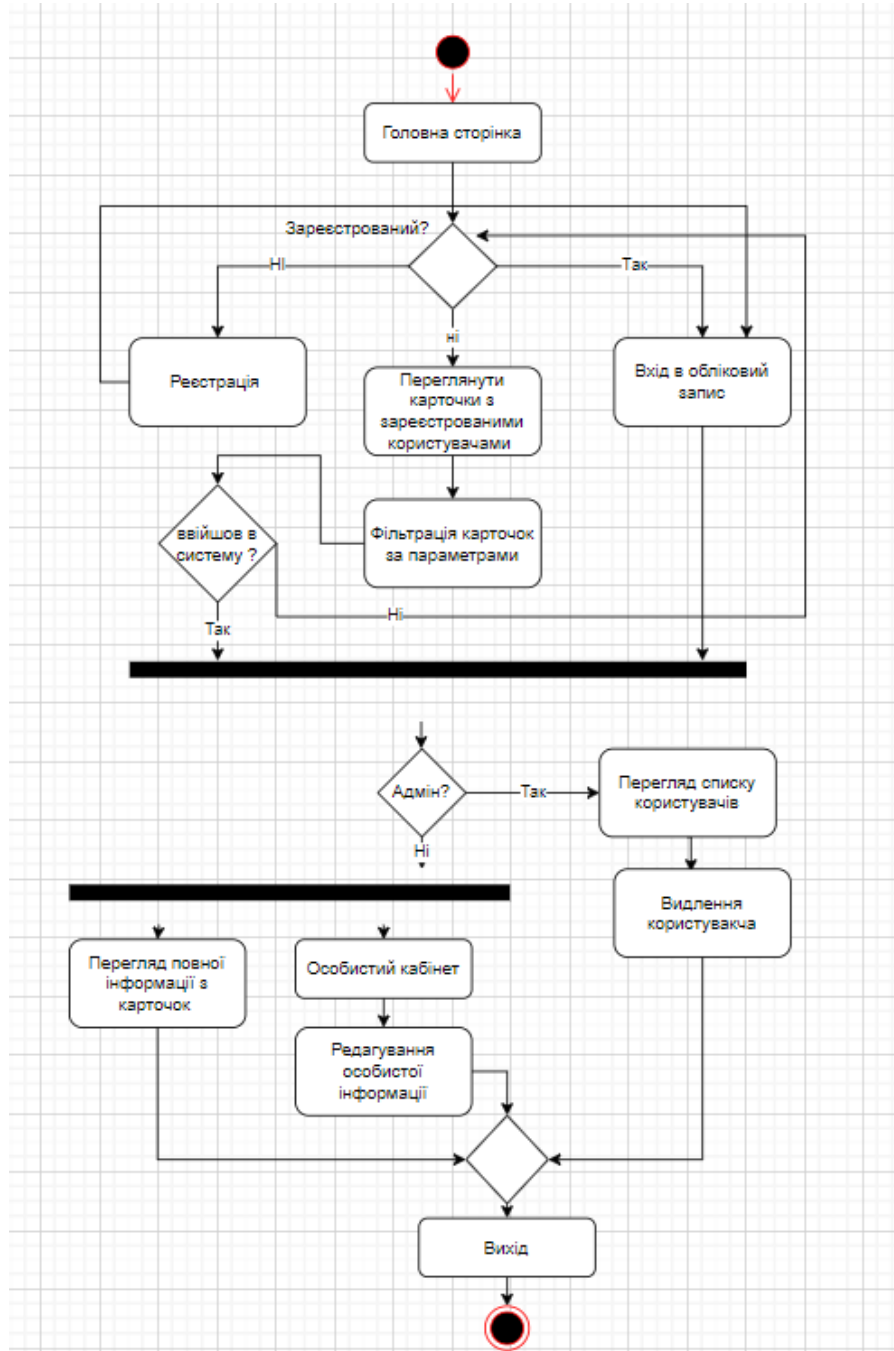 Головна сторінка
Зареєстрований?
НІ
Так
ні
Реєстрація
Переглянути
карточки з
зареєстрованими
користувачами
Вхід в обліковий
запис
ввійшов в
систему ?
Фільтрація карточок
за параметрами
Ні
Так
Адмін?
Так
Перегляд списку
користувачів
Ні
Видлення
користувакча
Перегляд повної
інформації з
карточок
Особистий кабінет
Редагування
особистої
інформації
Вихід